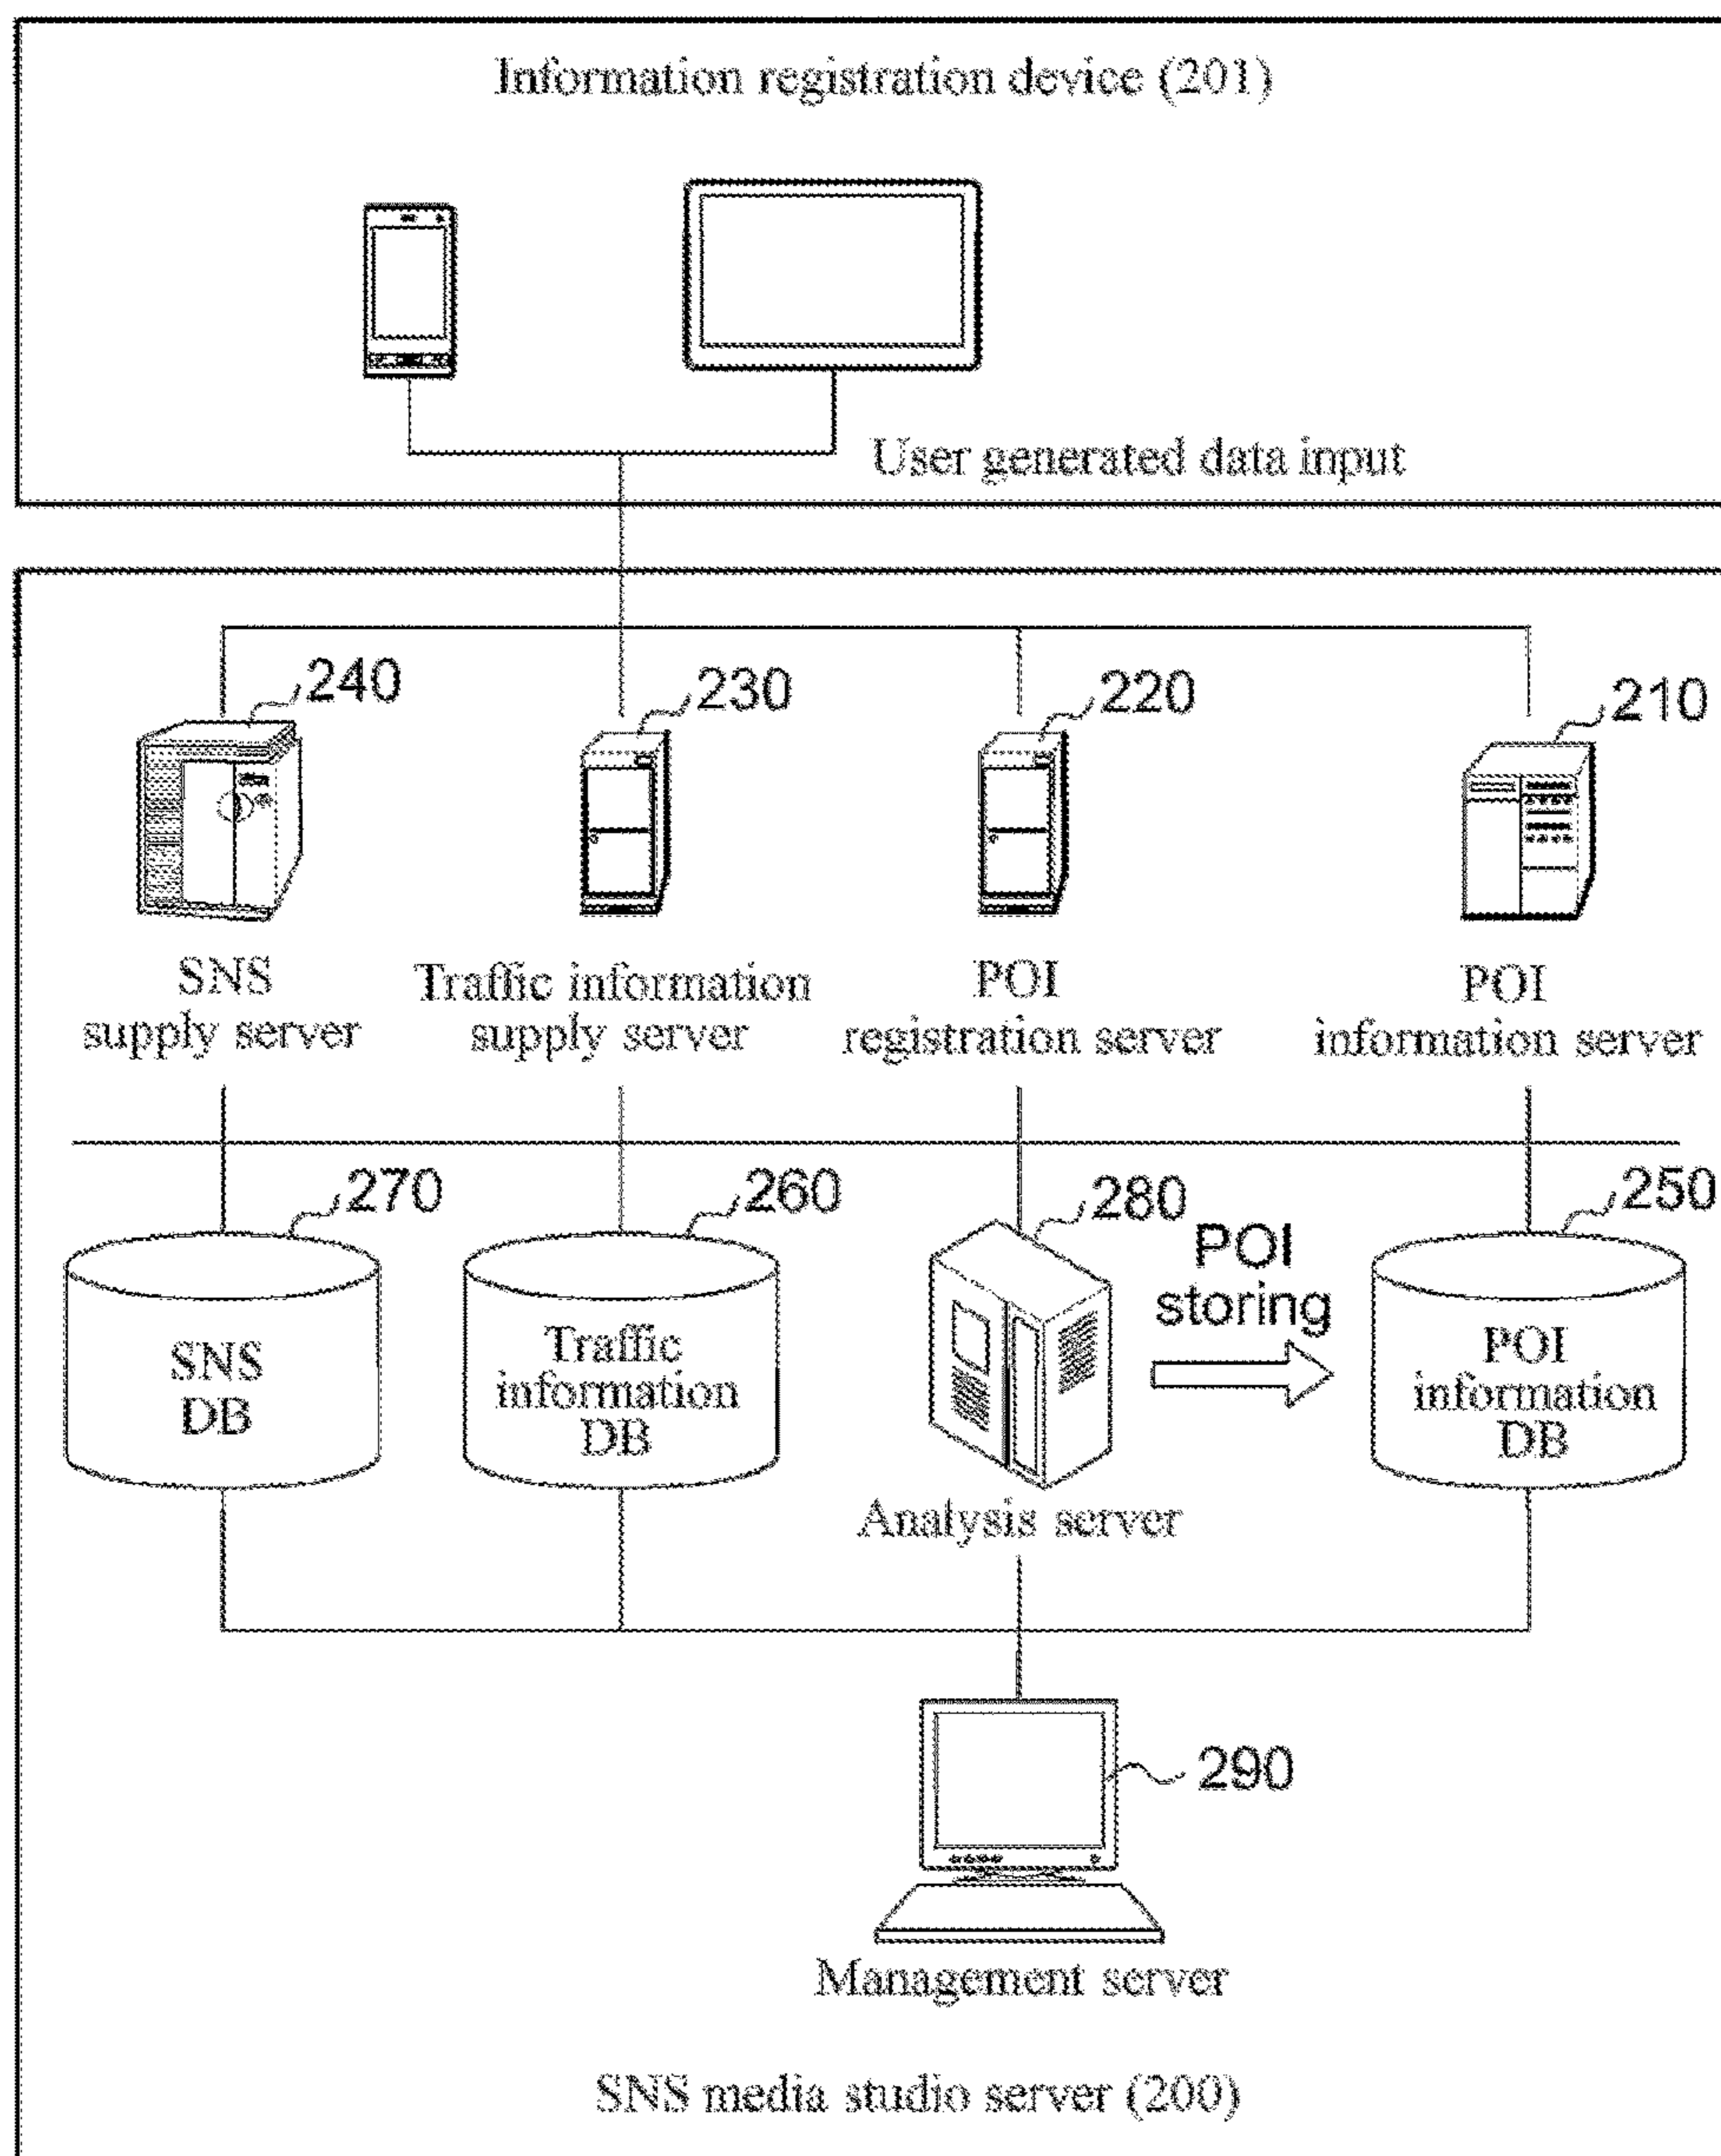 Information registration device (201)
User generated data input
240
230
220
210
SNS
supply server
Traffic information
supply server
POI
registration server
POI
information server
270
260
280
250
SNS
DB
Traffic
information
DB
POI
storing
POI
information
DB
Analysis server
290
Management server
SNS media studio server (200)